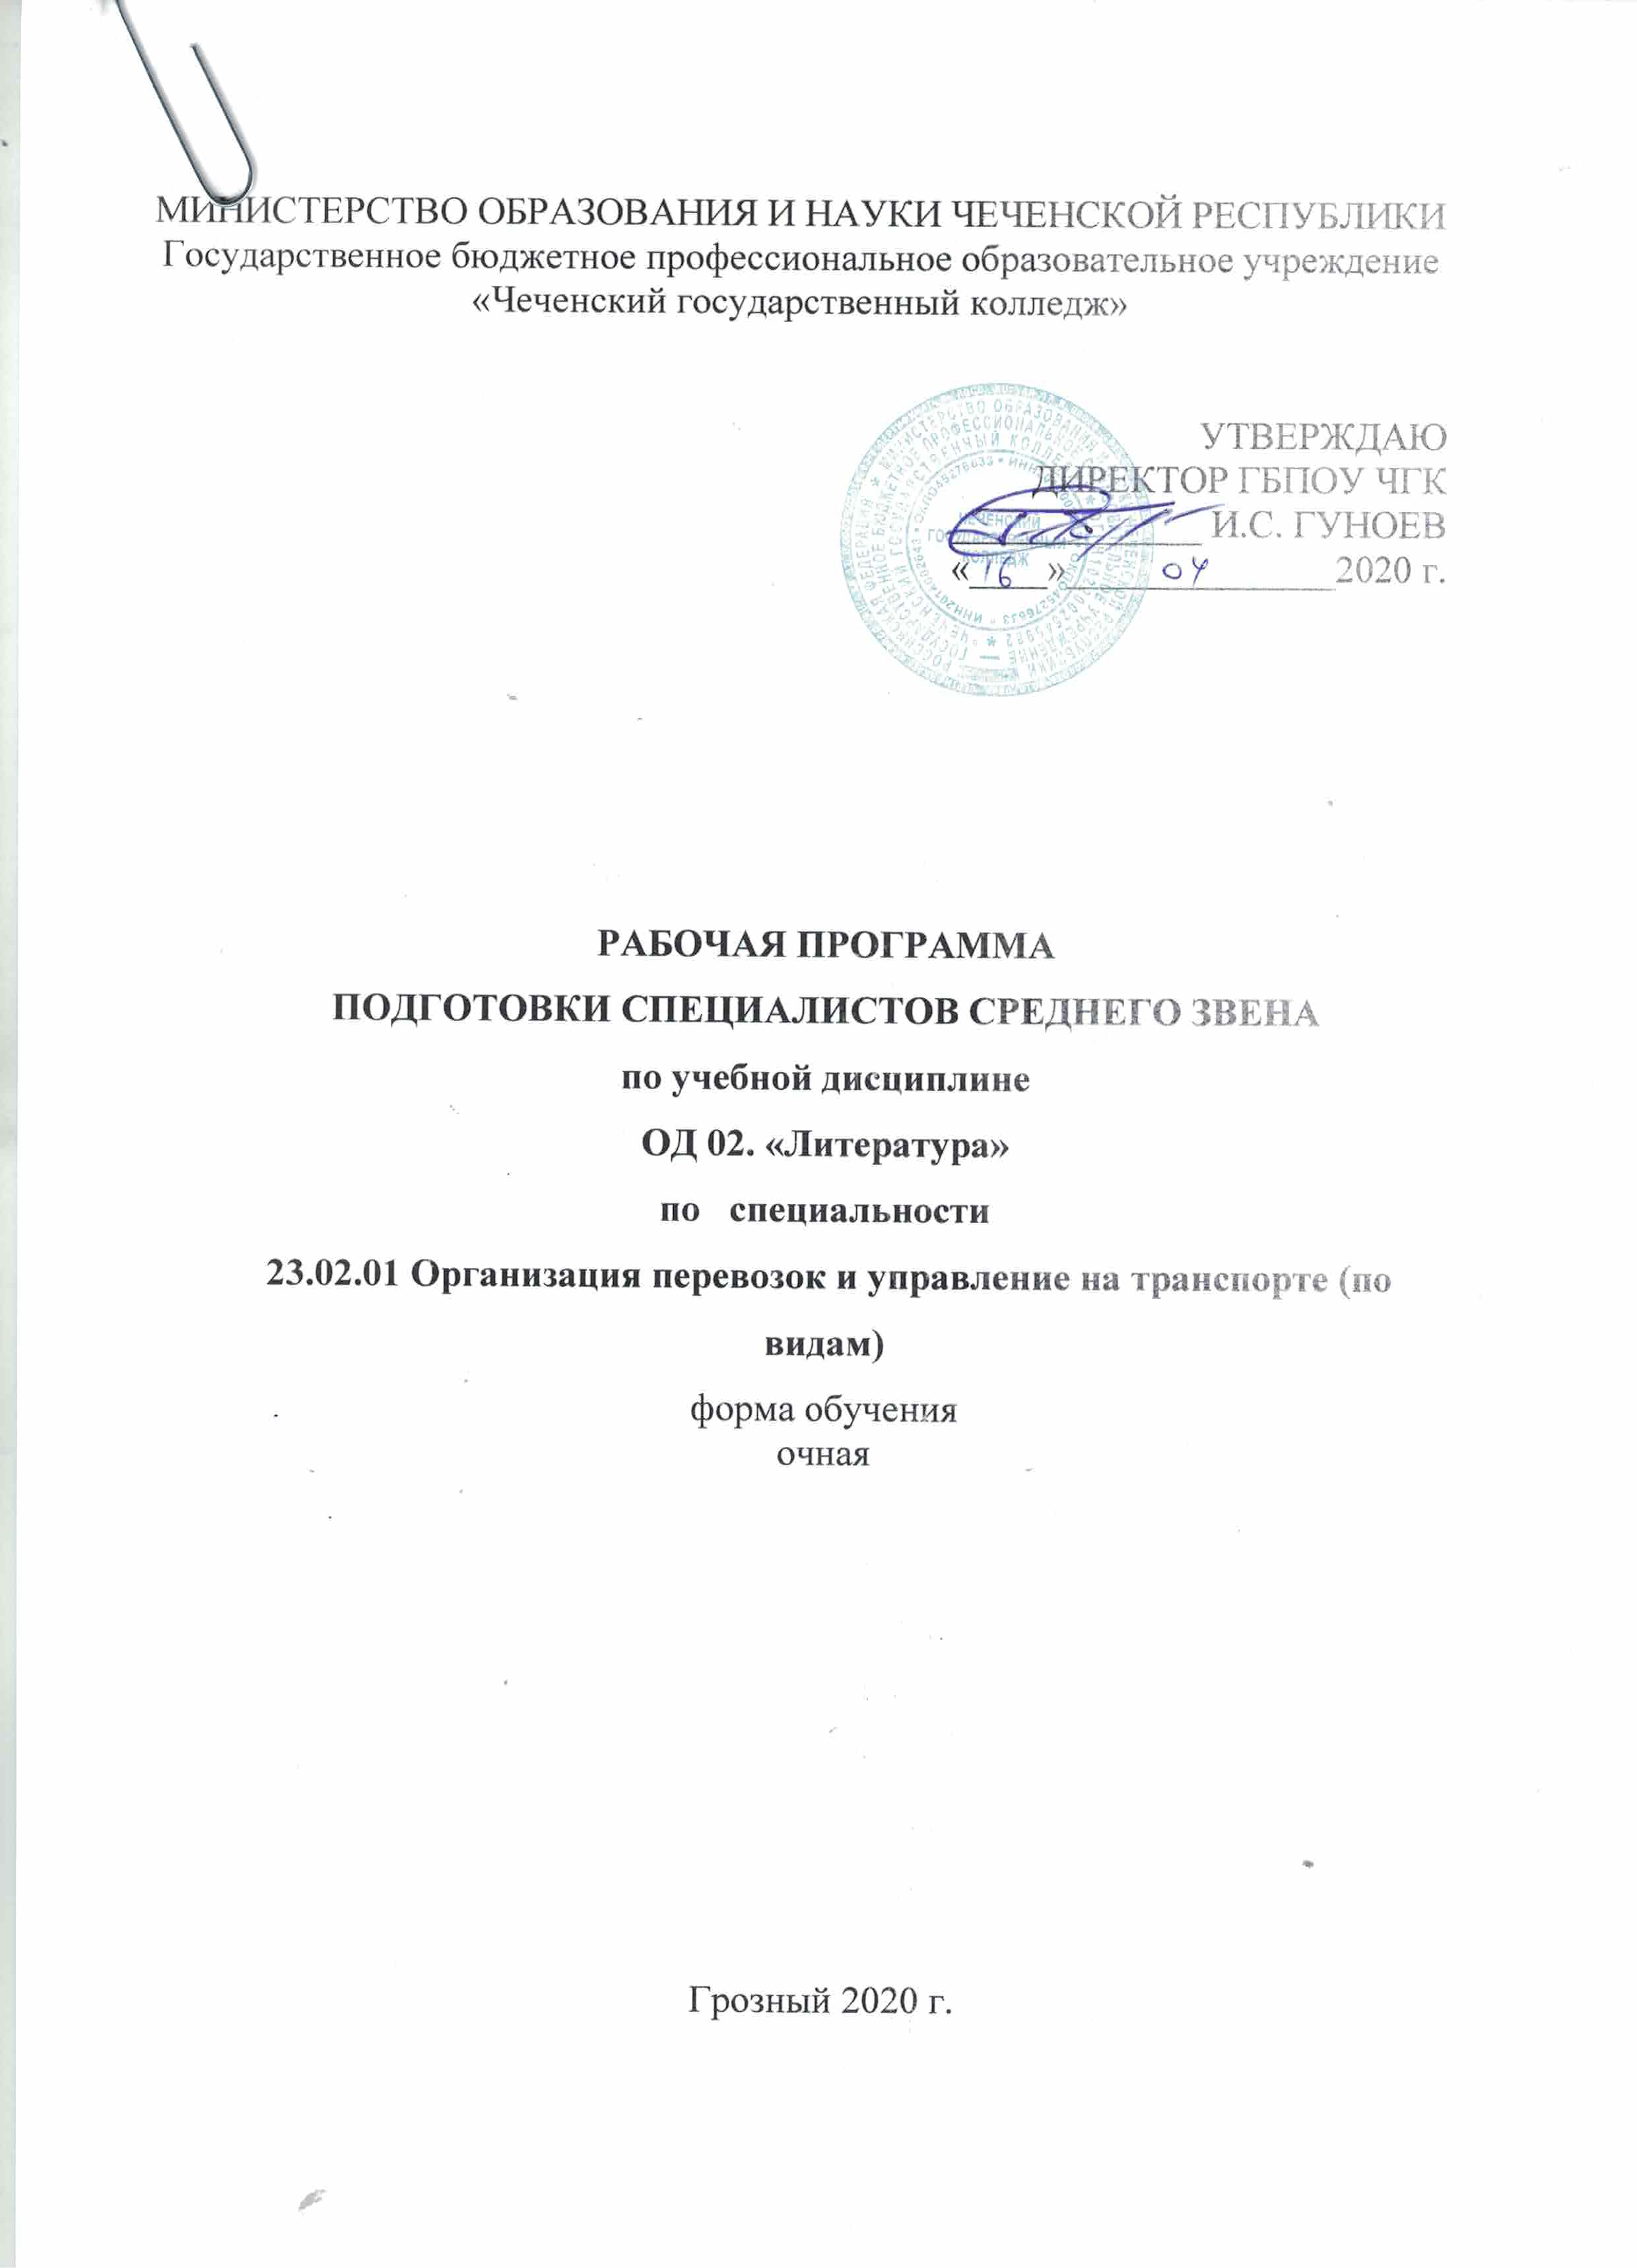 МИНИСТЕРСТВО ОБРАЗОВАНИЯ И НАУКИ ЧЕЧЕНСКОЙ РЕСПУБЛИКИ
Государственное бюджетное профессиональное образовательное учреждение
«Чеченский государственный колледж»
УТВЕРЖДАЮ
ДИРЕКТОР ГБПОУ ЧГК
И.С. ГУНОЕВ
«16» 04 2020 г.
РАБОЧАЯ ПРОГРАММА
ПОДГОТОВКИ СПЕЦИАЛИСТОВ СРЕДНЕГО ЗВЕНА
по учебной дисциплине
ОД 02. «Литература»
по специальности
23.02.01 Организация перевозок и управление на транспорте (по
видам)
форма обучения
очная
Грозный 2020 г.